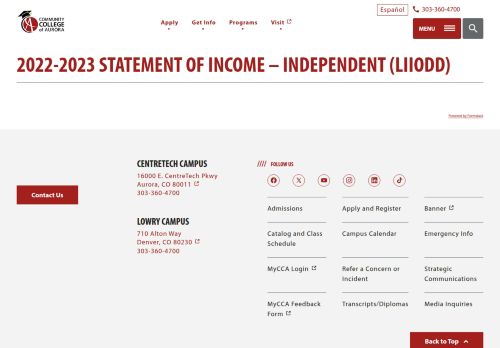 COMMUNITY
COLLEGE
of AURORA
Español
303-360-4700
Apply
Get Info
Programs
Visit
MENU
2022-2023 STATEMENT OF INCOME – INDEPENDENT (LIIODD)
Powered by Formstack
Contact Us
CENTRETECH CAMPUS
16000 E. CentreTech Pkwy
Aurora, CO 80011
303-360-4700
LOWRY CAMPUS
710 Alton Way
Denver, CO 80230
303-360-4700
//// FOLLOW US
Admissions
Apply and Register
Banner
Catalog and Class
Schedule
Campus Calendar
Emergency Info
MyCCA Login
Refer a Concern or
Incident
Strategic
Communications
MyCCA Feedback
Form
Transcripts/Diplomas
Media Inquiries
Back to Top